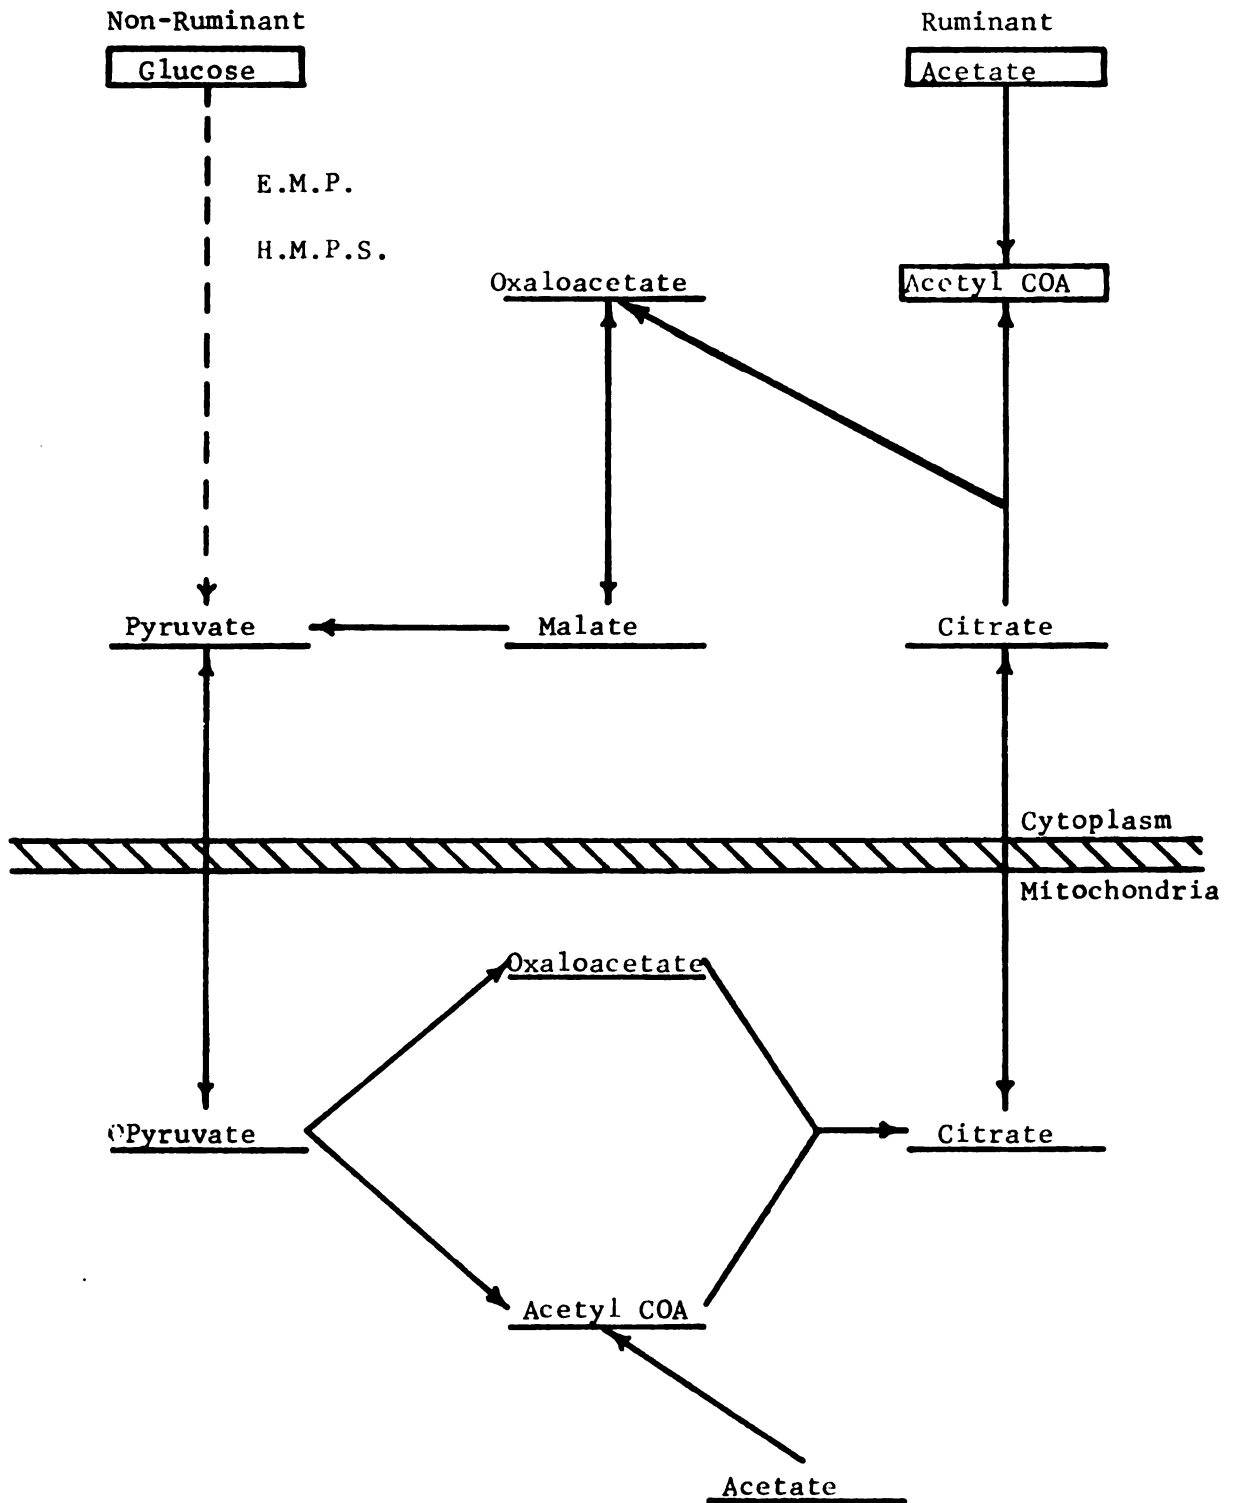 Non-Ruminant
Ruminant
Glucose
Acetate
E.M.P.
H.M.P.S.
Oxaloacetate
Acetyl COA
Pyruvate
Malate
Citrate
Cytoplasm
Mitochondria
Oxaloacetate
Pyruvate
Citrate
Acetyl COA
Acetate